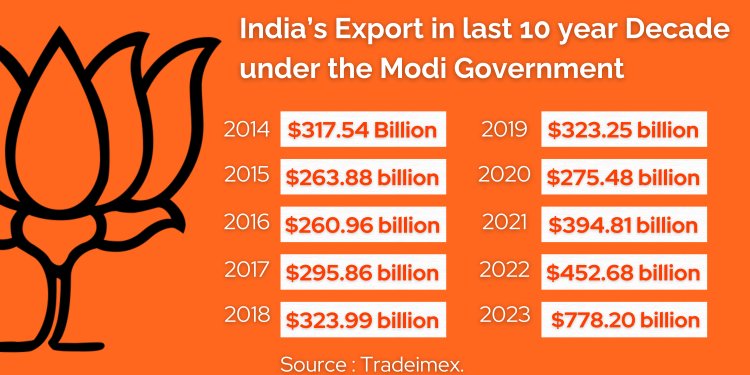 India's Export in last 10 year Decade
under the Modi Government
2014 $317.54 Billion
2015 $263.88 billion
2016 $260.96 billion
2017 $295.86 billion
2018 $323.99 billion
2019 $323.25 billion
2020 $275.48 billion
2021 $394.81 billion
2022 $452.68 billion
2023 $778.20 billion
Source : Tradeimex.